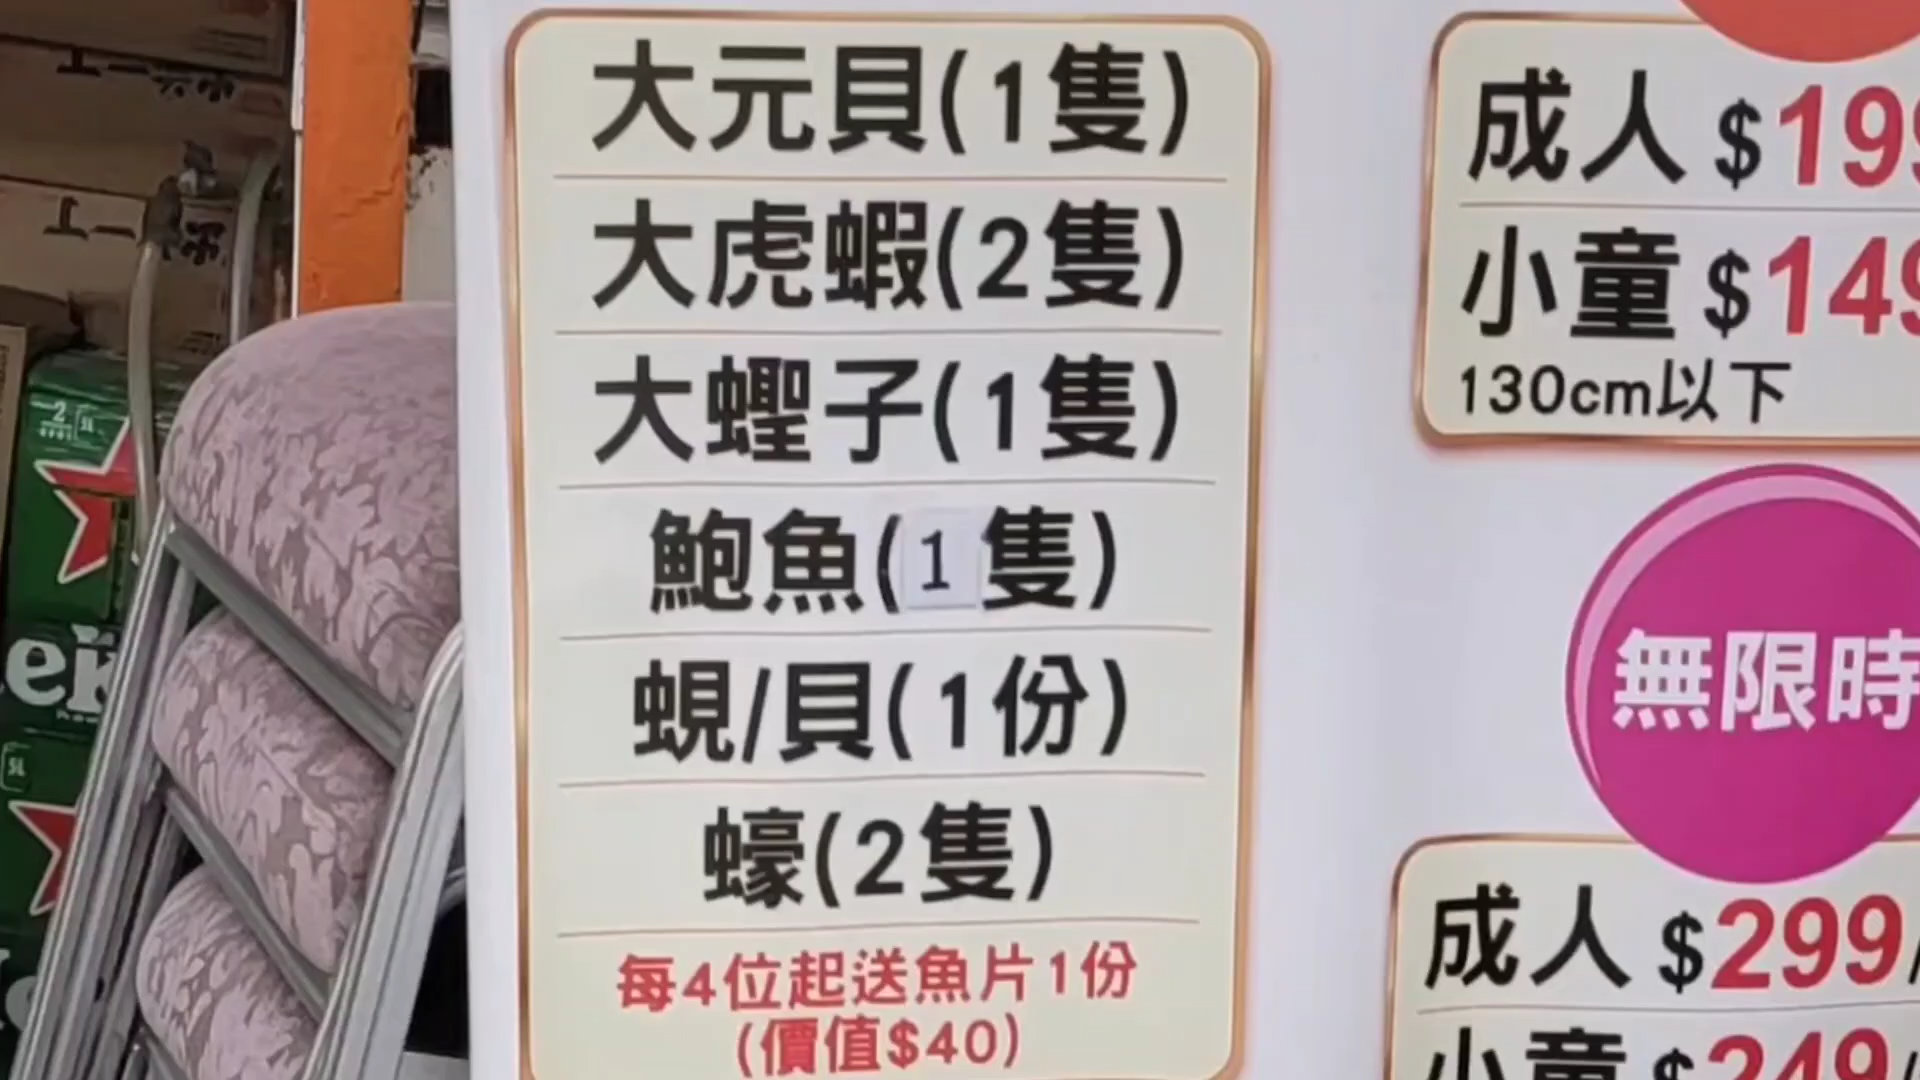 大元貝(1隻)
大虎蝦(2隻)
大蟶子(1隻)
鮑魚(1隻)
蜆/貝(1份)
蠔(2隻)
每4位起送魚片1份
(價值$40)
成人 $199
小童 $149
130cm以下
無限時
成人 $299/
小童 $249/